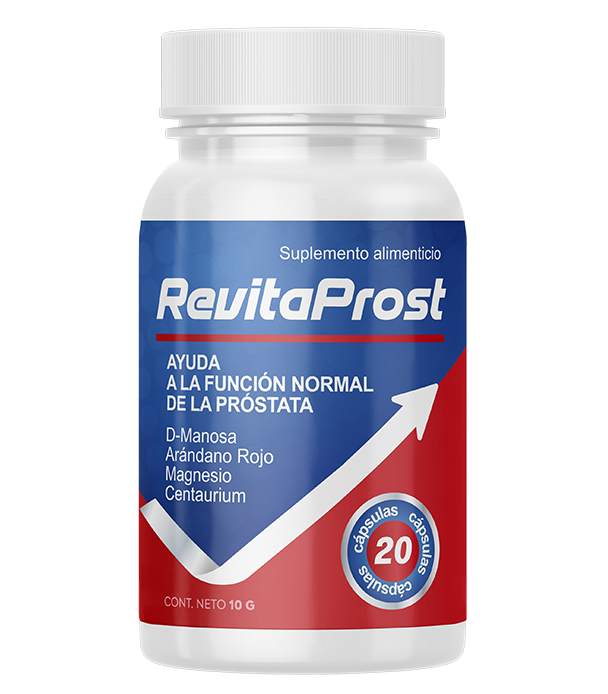 Suplemento alimenticio
RevitaProst
AYUDA
A LA FUNCIÓN NORMAL
DE LA PRÓSTATA
D-Manosa
Arándano Rojo
Magnesio
Centaurium
cápsulas cápsulas cápsulas
20
CONT. NETO 10 G